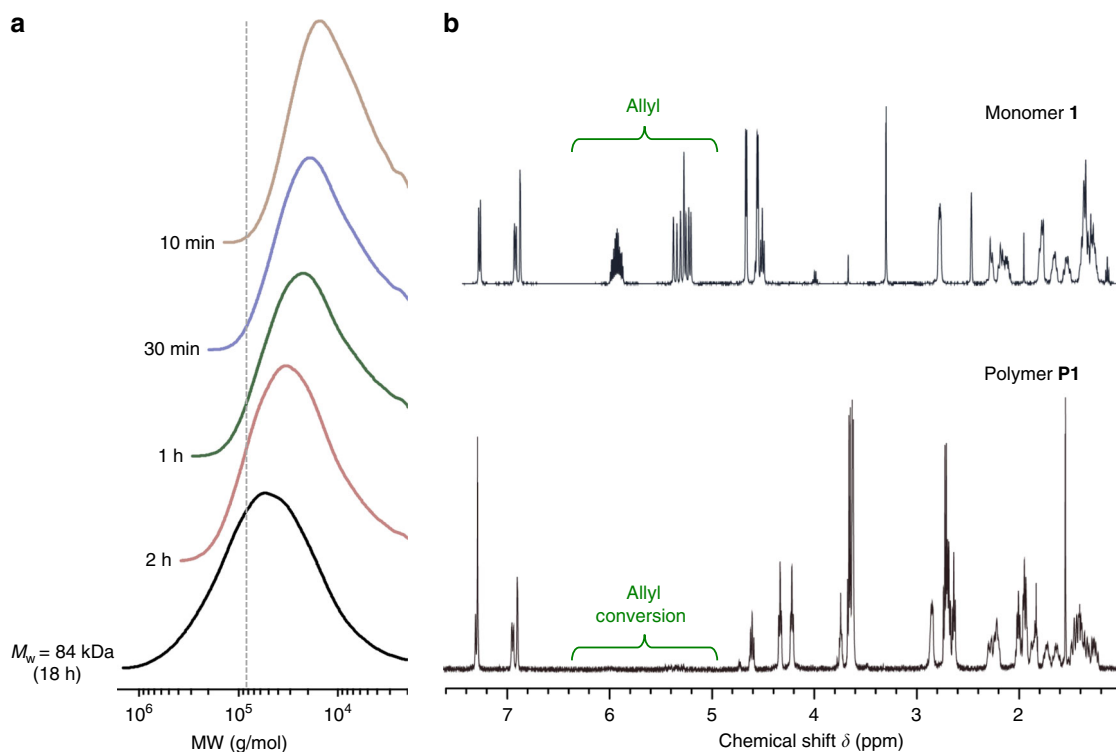 a
10 min
30 min
1 h
2 h
Mw = 84 kDa
(18 h)
10⁶
10⁵
10⁴
MW (g/mol)
b
Allyl
Monomer 1
Polymer P1
Allyl
conversion
7
6
5
4
3
2
Chemical shift δ (ppm)